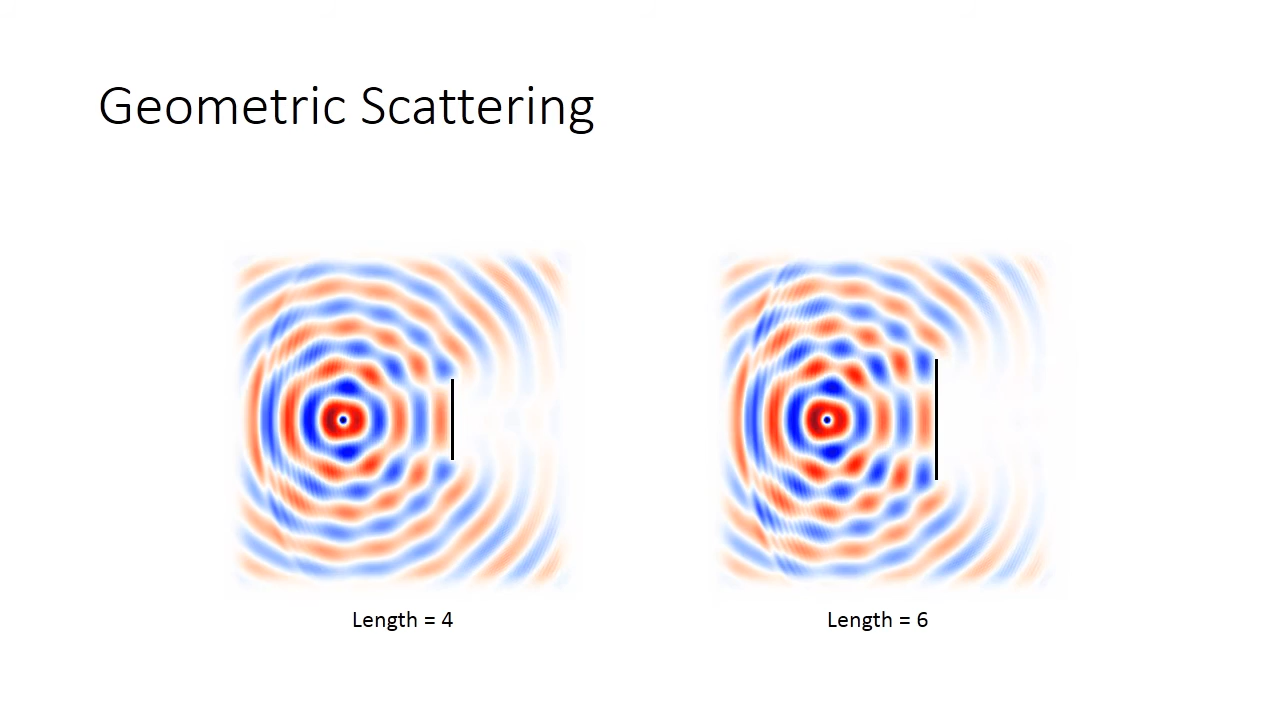 Geometric Scattering
Length = 4
Length = 6